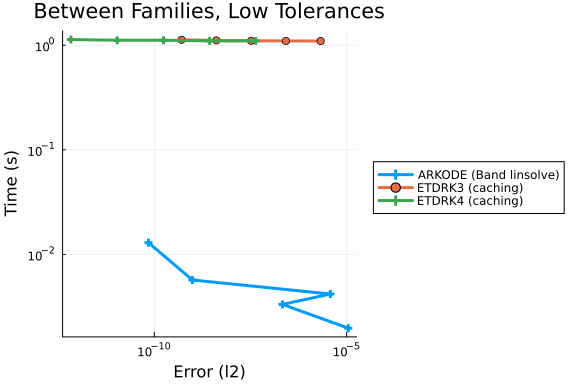 Between Families, Low Tolerances
Time (s)
10⁰
10⁻¹
10⁻²
10⁻¹⁰
10⁻⁵
Error (l2)
ARKODE (Band linsolve)
ETDRK3 (caching)
ETDRK4 (caching)